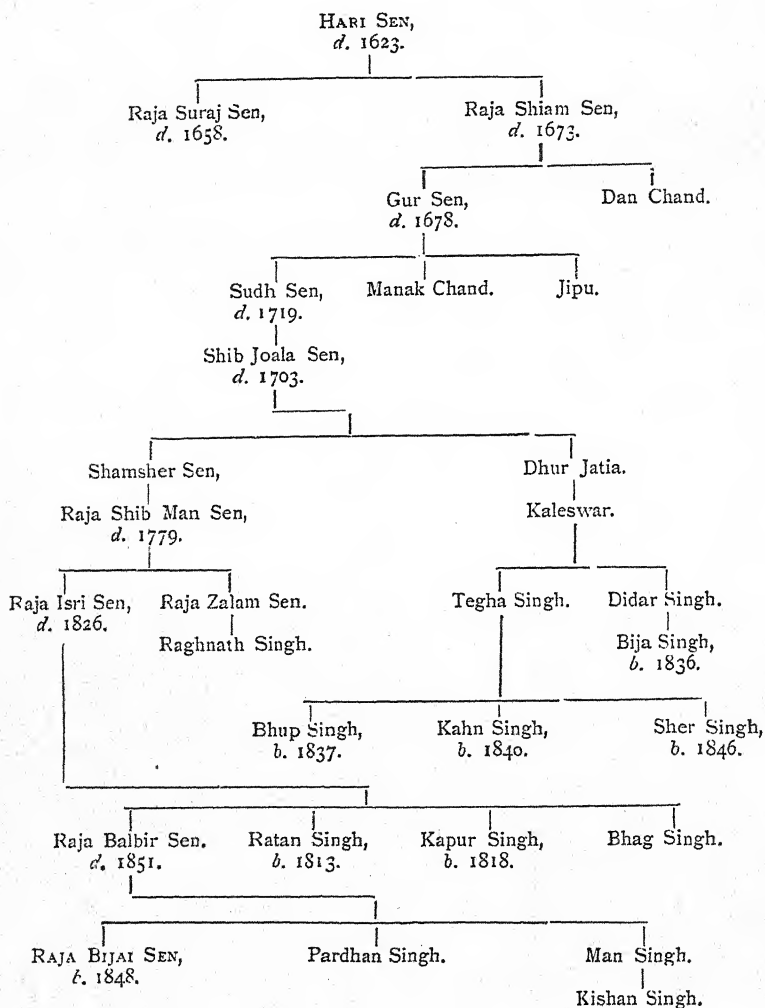 HARI SEN,
d. 1623.
Raja Suraj Sen, Raja Shiam Sen,
d. 1658. d. 1673.
Gur Sen, Dan Chand.
d. 1678.
Sudh Sen, Manak Chand. Jipu.
d. 1719.
Shib Joala Sen,
d. 1703.
Shamsher Sen, Dhur Jatia.
Raja Shib Man Sen, Kaleswar.
d. 1779.
Raja Isri Sen, Raja Zalam Sen. Tegha Singh. Didar Singh.
d. 1826. Raghnath Singh. Bija Singh,
b. 1836.
Bhup Singh, Kahn Singh, Sher Singh,
b. 1837. b. 1840. b. 1846.
Raja Balbir Sen. Ratan Singh, Kapur Singh, Bhag Singh.
d. 1851. b. 1813. b. 1818.
RAJA BIJAI SEN, Pardhan Singh. Man Singh.
b. 1848.
Kishan Singh.